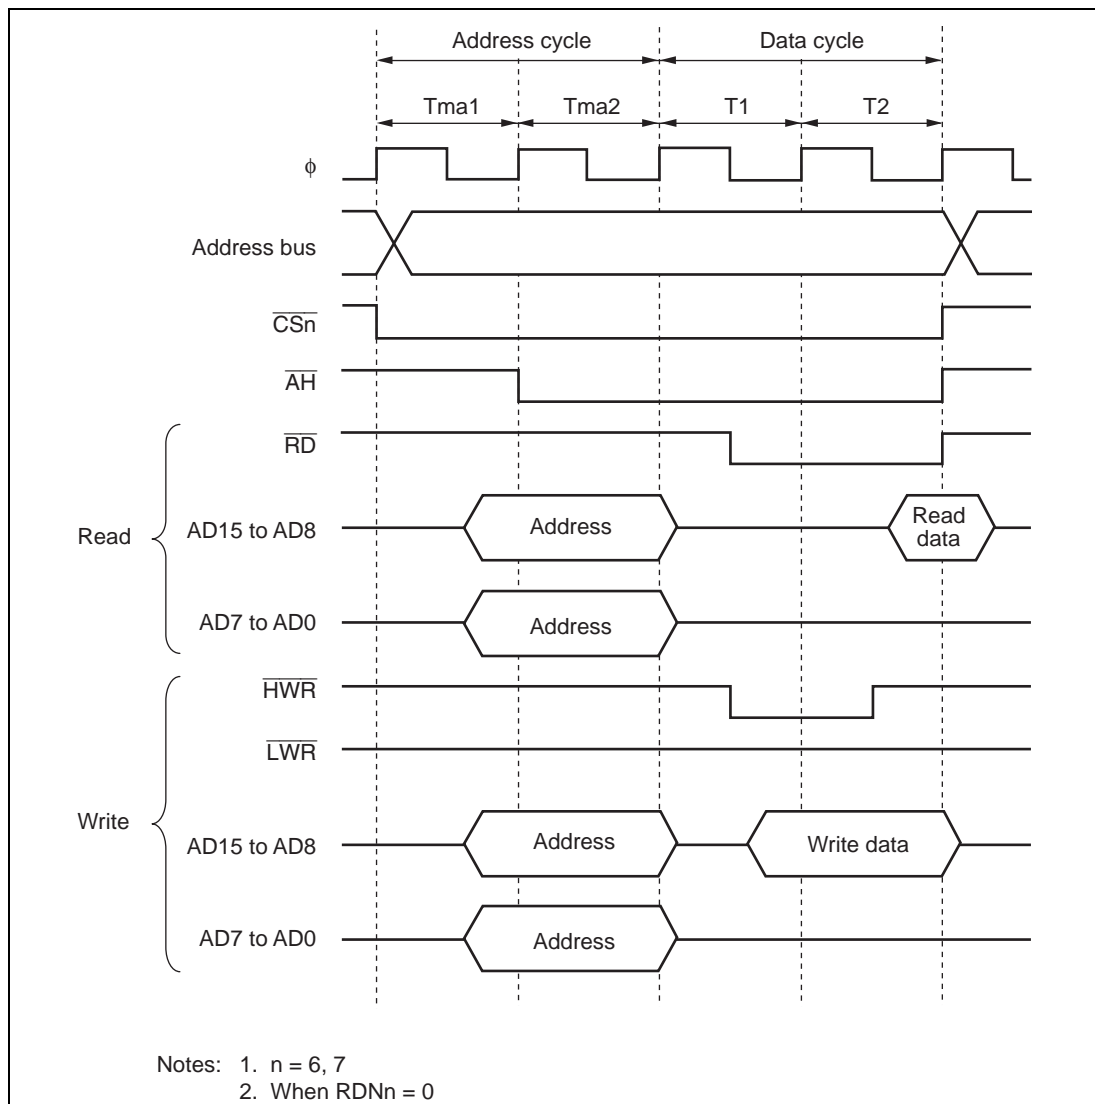 Address cycle Data cycle
Tma1 Tma2 T1 T2
ϕ
Address bus
CSn
AH
RD
Read
AD15 to AD8 Address Read data
AD7 to AD0 Address
HWR
LWR
Write
AD15 to AD8 Address Write data
AD7 to AD0 Address
Notes: 1. n = 6, 7
2. When RDNn = 0